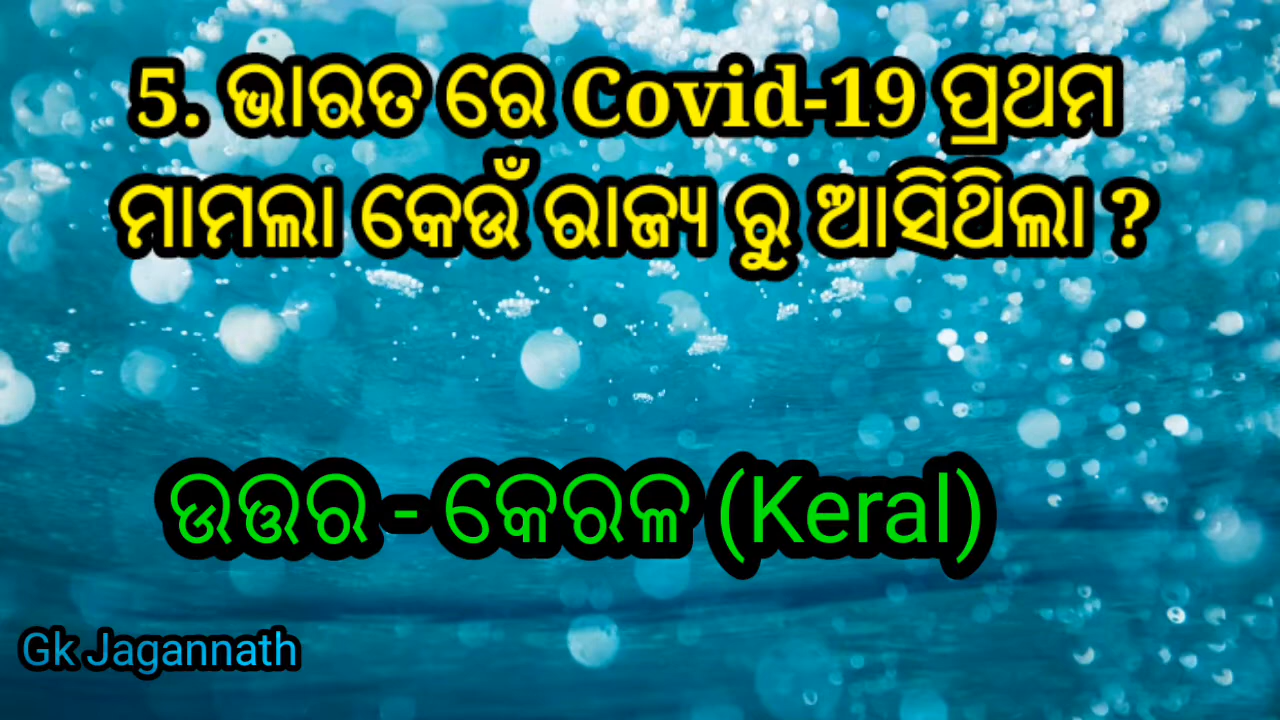 5. ଭାରତ ରେ Covid-19 ପ୍ରଥମ
ମାମଲା କେଉଁ ରାଜ୍ୟ ରୁ ଆସିଥିଲା ?
ଉତ୍ତର - କେରଳ (Keral)
Gk Jagannath